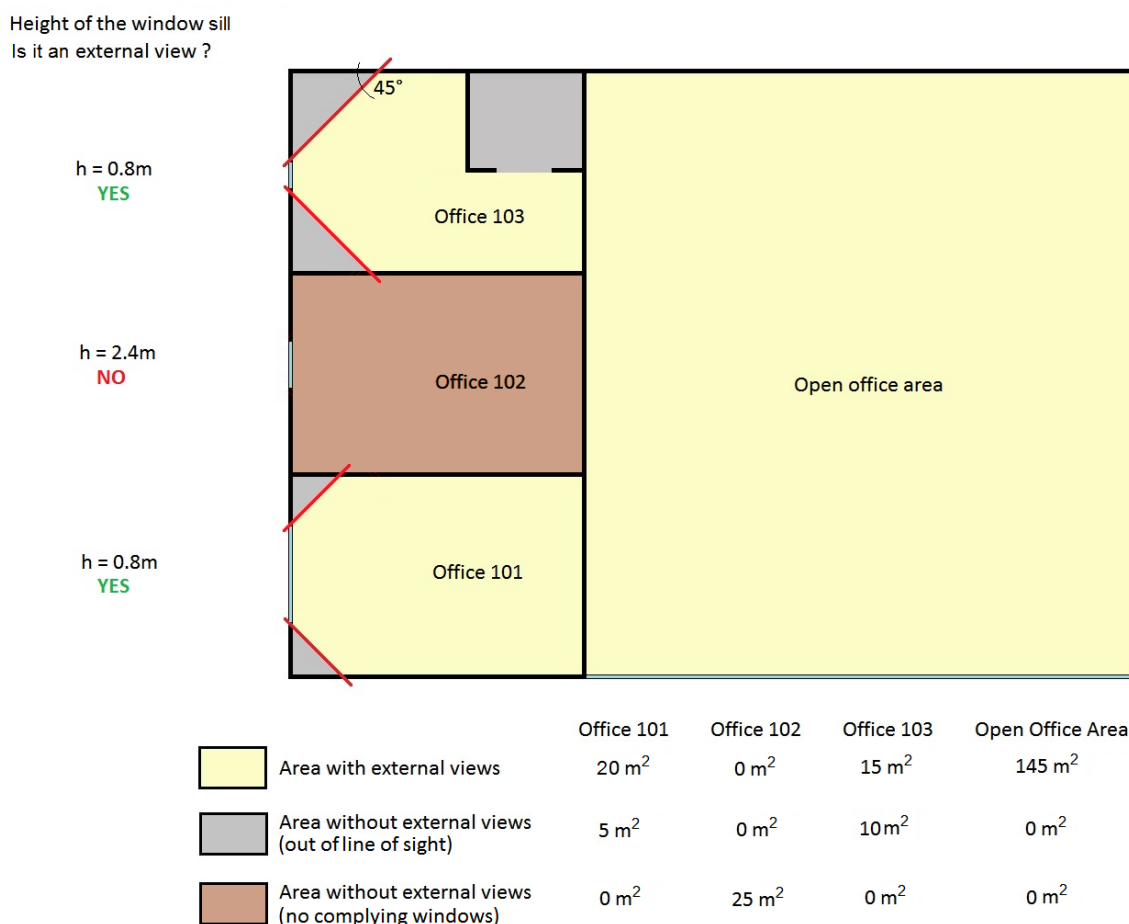 Height of the window sill
Is it an external view ?
45°
h = 0.8m
YES
Office 103
h = 2.4m
NO
Office 102
Open office area
h = 0.8m
YES
Office 101
Office 101 Office 102 Office 103 Open Office Area
Area with external views 20 m² 0 m² 15 m² 145 m²
Area without external views
(out of line of sight) 5 m² 0 m² 10 m² 0 m²
Area without external views
(no complying windows) 0 m² 25 m² 0 m² 0 m²